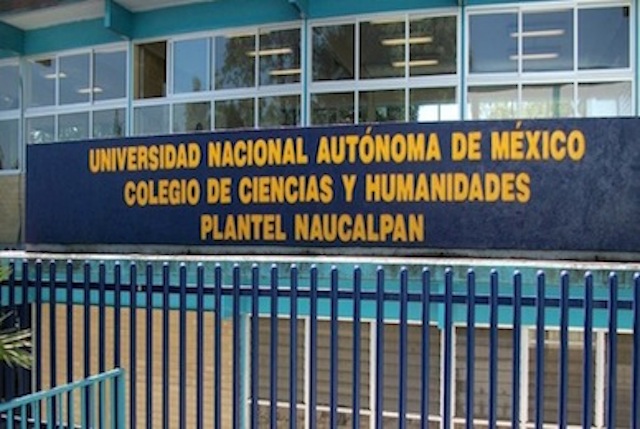 UNIVERSIDAD NACIONAL AUTÓNOMA DE MÉXICO
COLEGIO DE CIENCIAS Y HUMANIDADES
PLANTEL NAUCALPAN